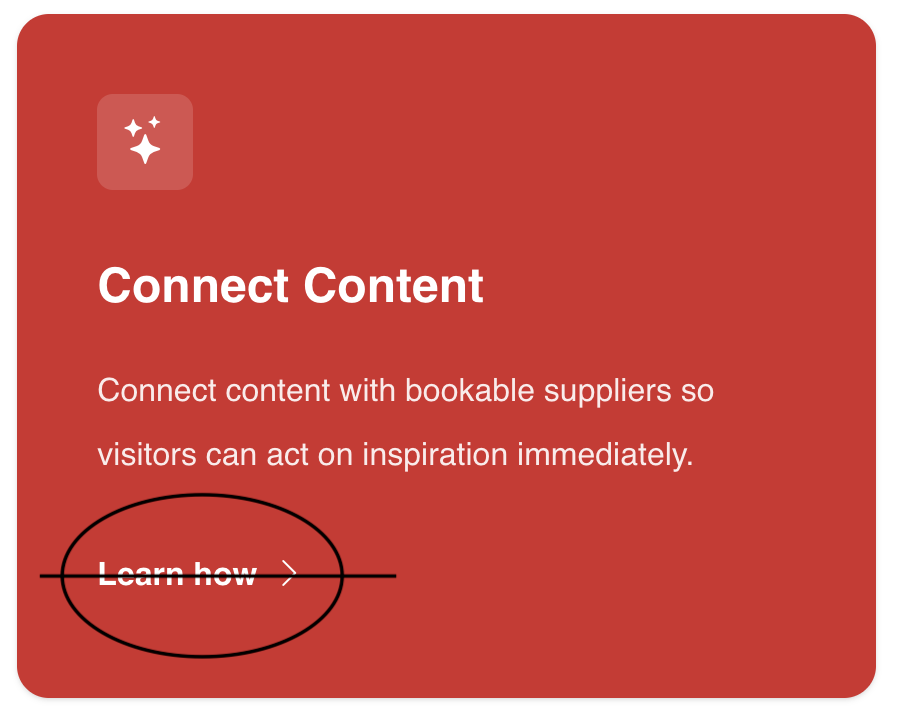 Connect Content
Connect content with bookable suppliers so
visitors can act on inspiration immediately.
Learn how